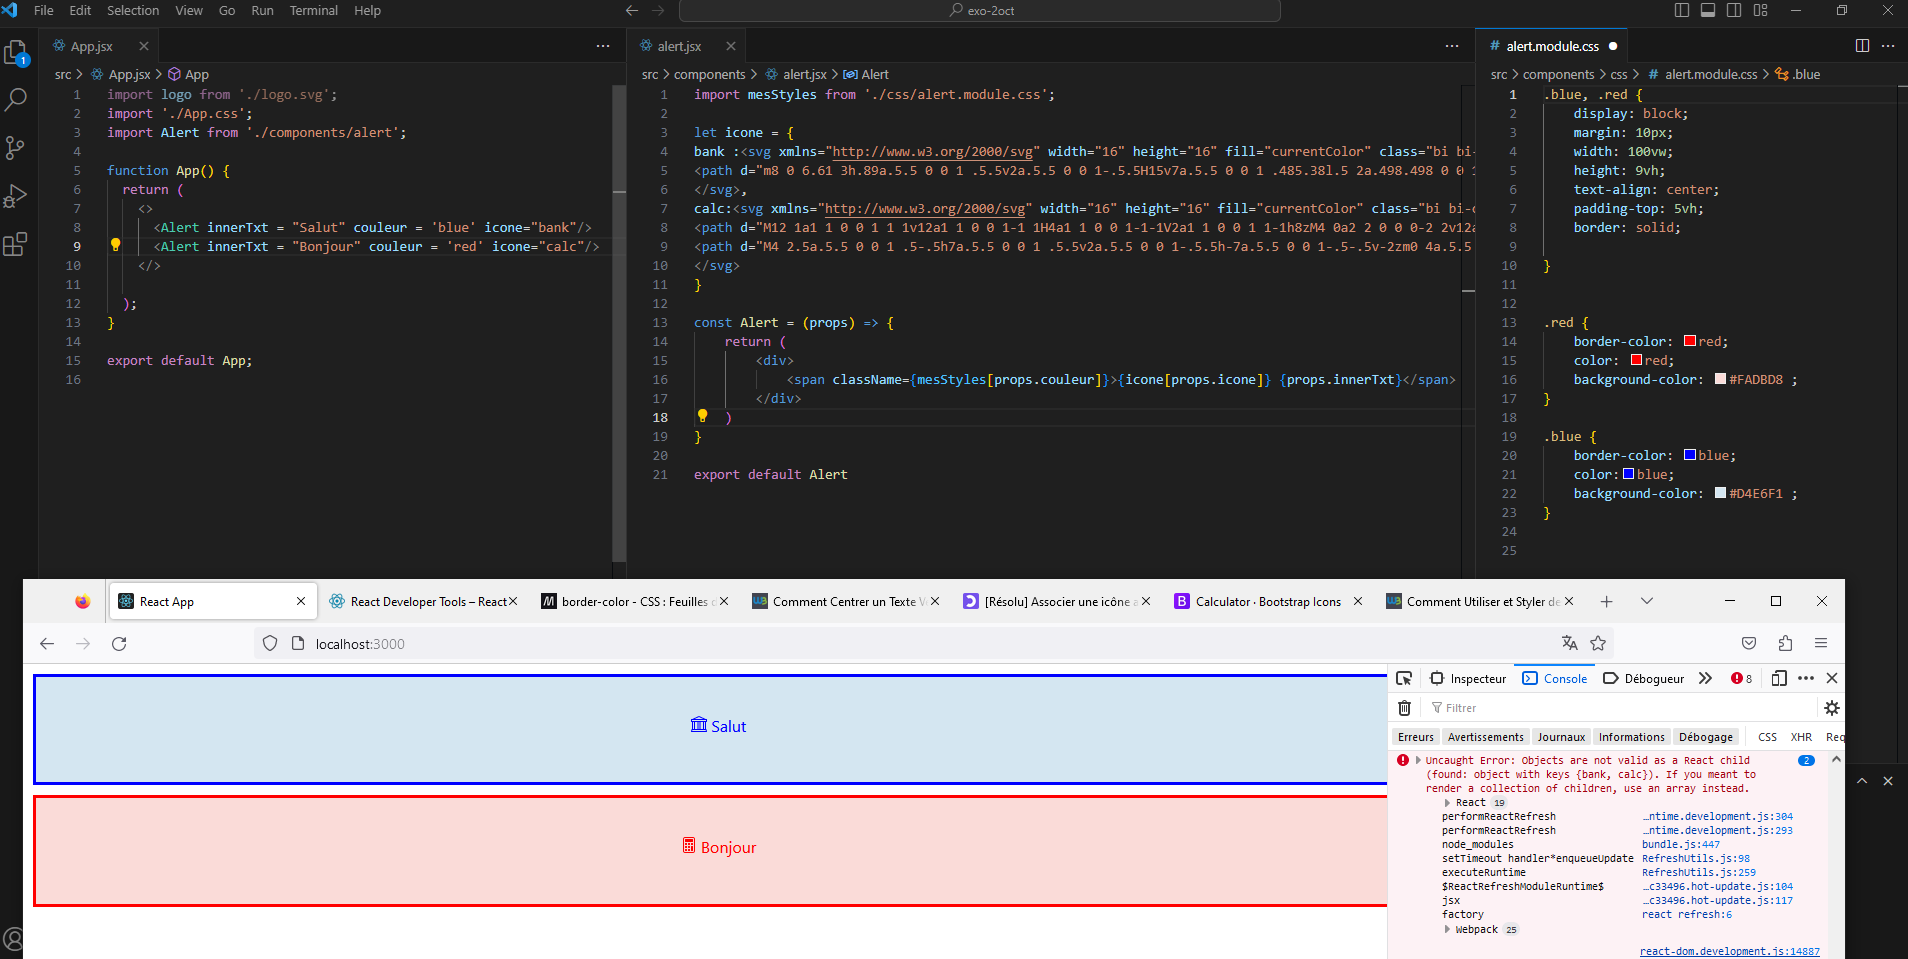 File Edit Selection View Go Run Terminal Help
exo-2oct
App.jsx
src > App.jsx > App
1 import logo from './logo.svg';
2 import './App.css';
3 import Alert from './components/alert';
4
5 function App() {
6 return (
7 <>
8 <Alert innerTxt = "Salut" couleur = 'blue' icone="bank"/>
9 <Alert innerTxt = "Bonjour" couleur = 'red' icone="calc"/>
10 </>
11
12 );
13 }
14
15 export default App;
16
alert.jsx
src > components > alert.jsx > Alert
1 import mesStyles from './css/alert.module.css';
2
3 let icone = {
4 bank :<svg xmlns="http://www.w3.org/2000/svg" width="16" height="16" fill="currentColor" class="bi bi-
5 <path d="m8 0 6.61 3h.89a.5.5 0 0 1 .5.5v2a.5.5 0 0 1-.5.5H15v7a.5.5 0 0 1 .485.38l.5 2a.498.498 0 0 1
6 </svg>,
7 calc:<svg xmlns="http://www.w3.org/2000/svg" width="16" height="16" fill="currentColor" class="bi bi-c
8 <path d="M12 1a1 1 0 0 1 1 1v12a1 1 0 0 1-1 1H4a1 1 0 0 1-1-1V2a1 1 0 0 1 1-1h8zM4 0a2 2 0 0 0-2 2v12a
9 <path d="M4 2.5a.5.5 0 0 1 .5-.5h7a.5.5 0 0 1 .5.5v2a.5.5 0 0 1-.5.5h-7a.5.5 0 0 1-.5-.5v-2zm0 4a.5.5
10 </svg>
11 }
12
13 const Alert = (props) => {
14 return (
15 <div>
16 <span className={mesStyles[props.couleur]}>{icone[props.icone]} {props.innerTxt}</span>
17 </div>
18 )
19 }
20
21 export default Alert
alert.module.css
src > components > css > alert.module.css > .blue
1 .blue, .red {
2 display: block;
3 margin: 10px;
4 width: 100vw;
5 height: 9vh;
6 text-align: center;
7 padding-top: 5vh;
8 border: solid;
9
10 }
11
12
13 .red {
14 border-color: red;
15 color: red;
16 background-color: #FADBD8 ;
17 }
18
19 .blue {
20 border-color: blue;
21 color: blue;
22 background-color: #D4E6F1 ;
23 }
24
25
1
React App
React Developer Tools – React
border-color - CSS : Feuilles d
Comment Centrer un Texte V
[Résolu] Associer une icône a
Calculator · Bootstrap Icons
Comment Utiliser et Styler de
localhost:3000
Salut
Bonjour
Inspecteur Console Débogueur 8
Filtrer
Erreurs Avertissements Journaux Informations Débogage CSS XHR Req
Uncaught Error: Objects are not valid as a React child 2
(found: object with keys {bank, calc}). If you meant to
render a collection of children, use an array instead.
React 19
performReactRefresh …ntime.development.js:304
performReactRefresh …ntime.development.js:293
node_modules bundle.js:447
setTimeout handler*enqueueUpdate RefreshUtils.js:98
executeRuntime RefreshUtils.js:259
$ReactRefreshModuleRuntime$ …c33496.hot-update.js:104
jsx …c33496.hot-update.js:117
factory react refresh:6
Webpack 25
react-dom.development.js:14887